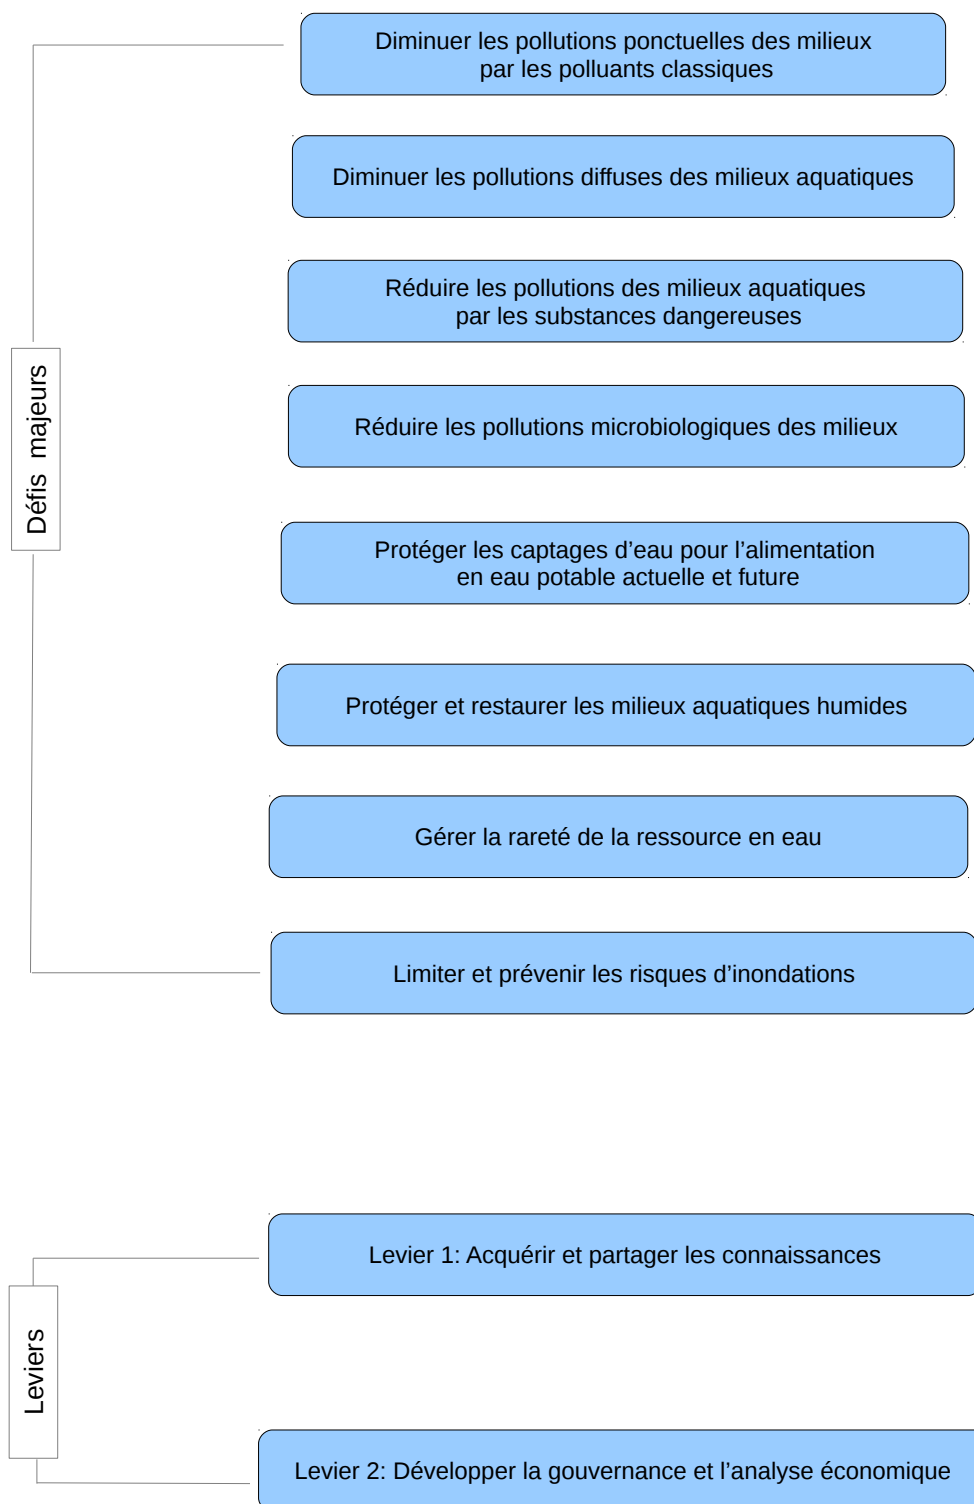 Diminuer les pollutions ponctuelles des milieux
par les polluants classiques
Diminuer les pollutions diffuses des milieux aquatiques
Réduire les pollutions des milieux aquatiques
par les substances dangereuses
Défis majeurs
Réduire les pollutions microbiologiques des milieux
Protéger les captages d’eau pour l’alimentation
en eau potable actuelle et future
Protéger et restaurer les milieux aquatiques humides
Gérer la rareté de la ressource en eau
Limiter et prévenir les risques d’inondations
Levier 1: Acquérir et partager les connaissances
Leviers
Levier 2: Développer la gouvernance et l’analyse économique